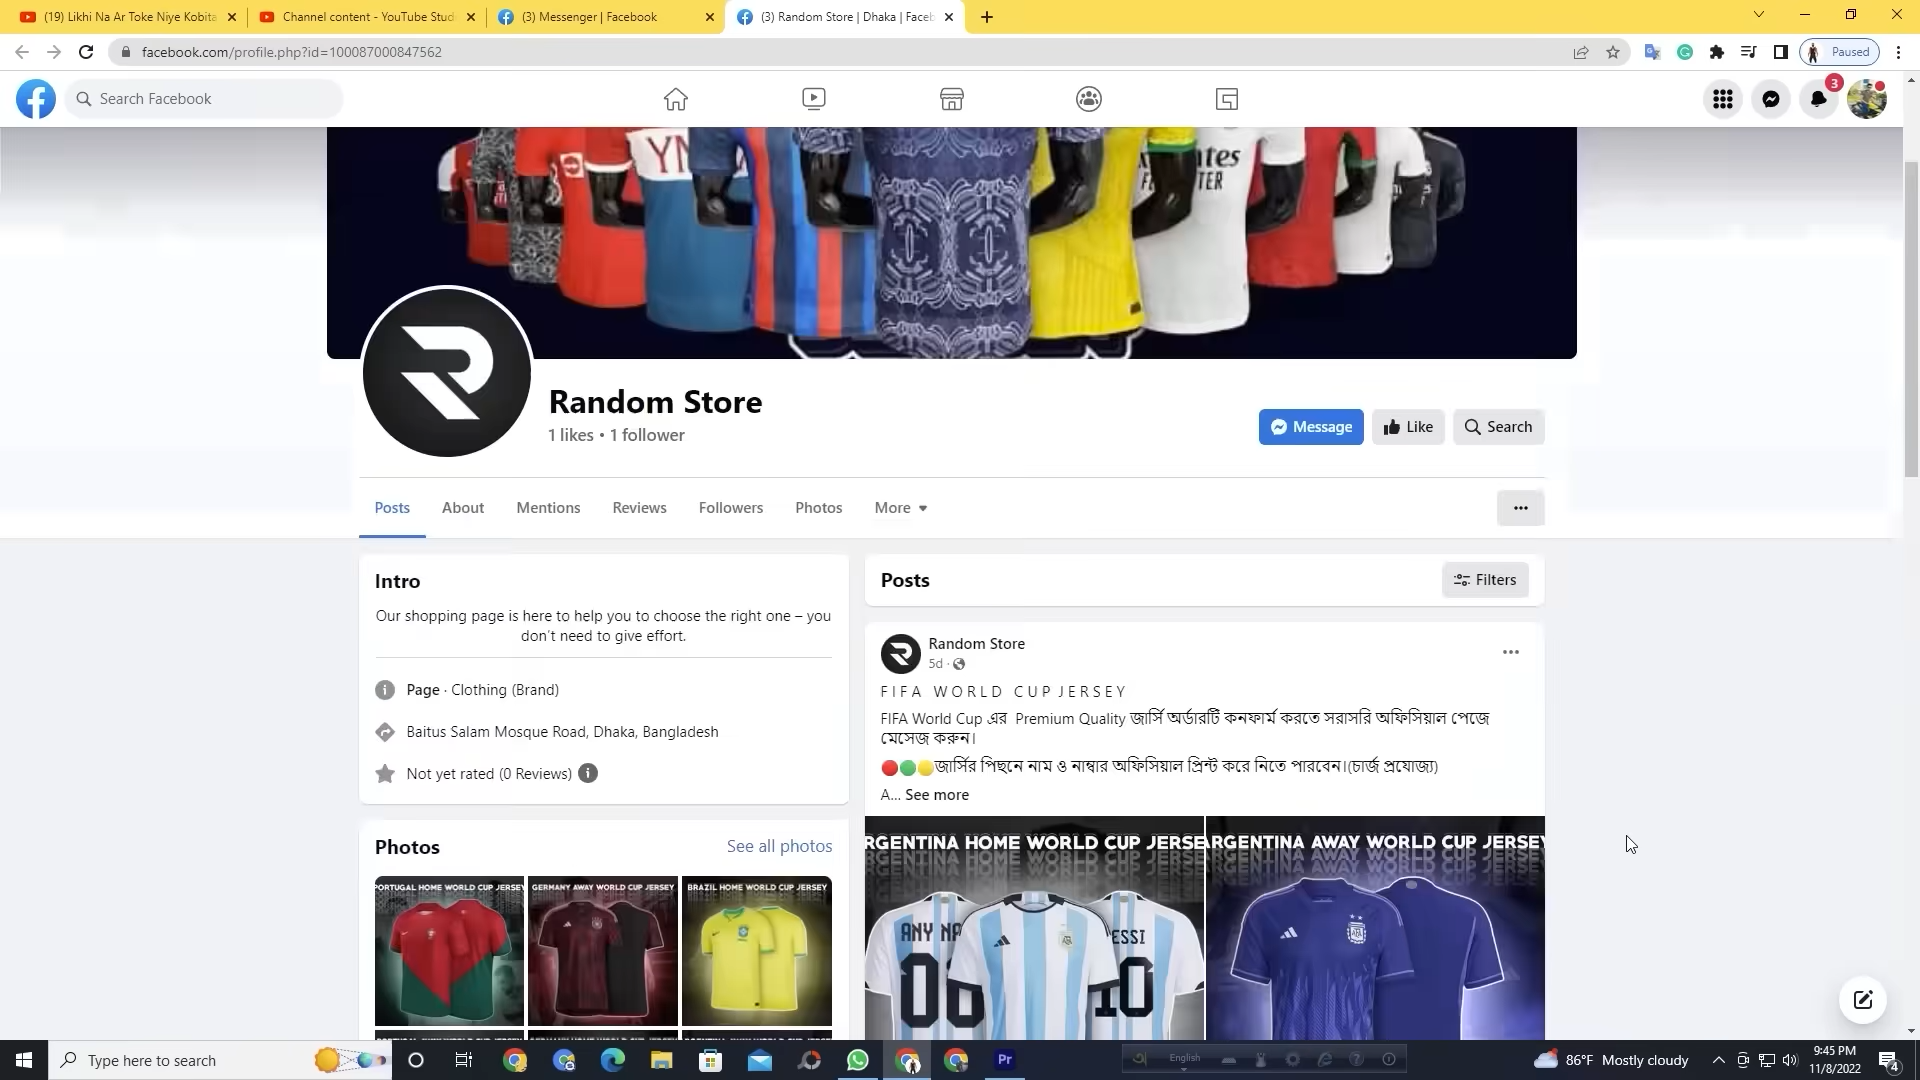 (19) Likhi Na Ar Toke Niye Kobita
Channel content - YouTube Stud
(3) Messenger | Facebook
(3) Random Store | Dhaka | Faceb
facebook.com/profile.php?id=100087000847562
Paused
Search Facebook
3
Random Store
1 likes • 1 follower
Message
Like
Search
Posts
About
Mentions
Reviews
Followers
Photos
More
Intro
Our shopping page is here to help you to choose the right one – you
don't need to give effort.
Page · Clothing (Brand)
Baitus Salam Mosque Road, Dhaka, Bangladesh
Not yet rated (0 Reviews)
Photos
See all photos
PORTUGAL HOME WORLD CUP JERSEY
GERMANY AWAY WORLD CUP JERSEY
BRAZIL HOME WORLD CUP JERSEY
Posts
Filters
Random Store
5d
FIFA WORLD CUP JERSEY
FIFA World Cup এর Premium Quality জার্সি অর্ডারটি কনফার্ম করতে সরাসরি অফিসিয়াল পেজে
মেসেজ করুন।
🔴🟢🟡জার্সির পিছনে নাম ও নাম্বার অফিসিয়াল প্রিন্ট করে নিতে পারবেন।(চার্জ প্রযোজ্য)
A... See more
RGENTINA HOME WORLD CUP JERSE
RGENTINA AWAY WORLD CUP JERSEY
ANY NA
ESSI
10
Type here to search
Pr
English
86°F Mostly cloudy
9:45 PM
11/8/2022
4